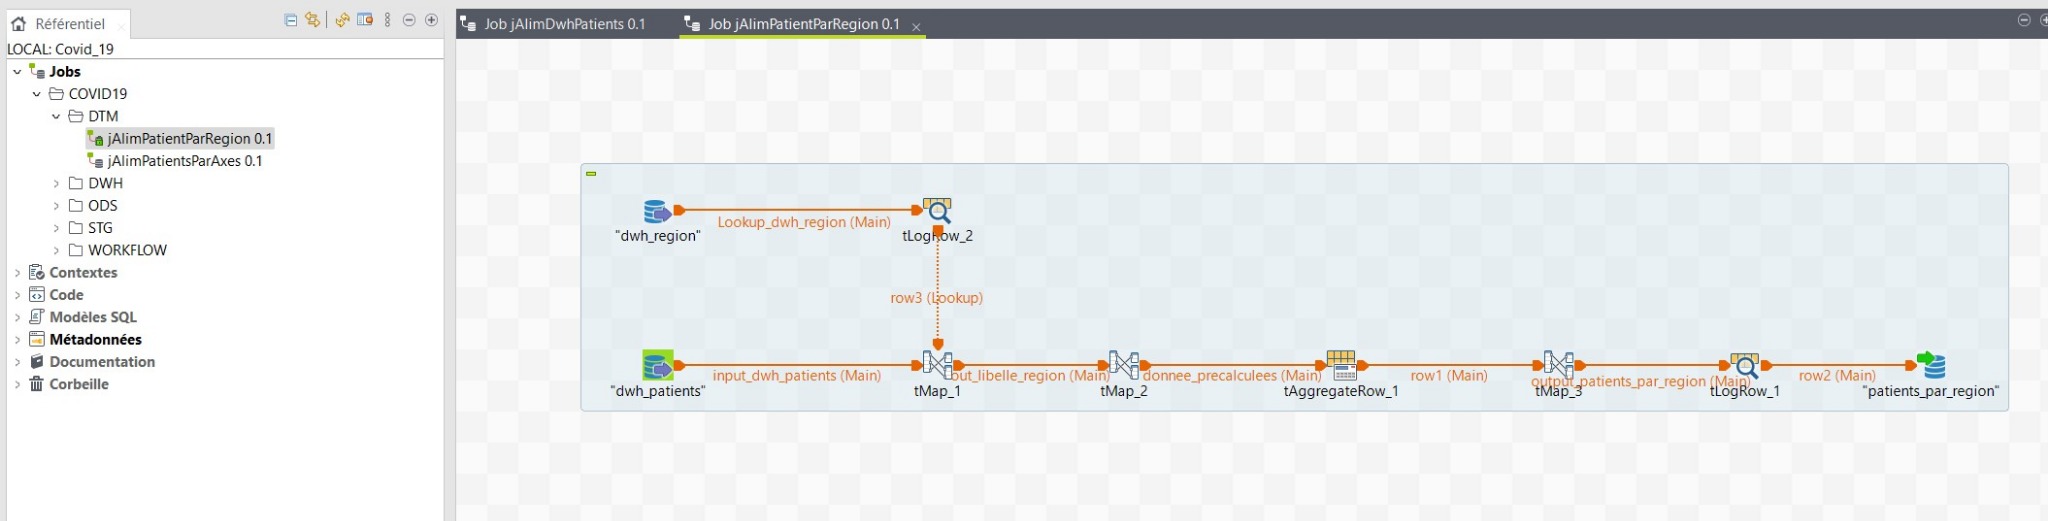 Référentiel
LOCAL: Covid_19
Jobs
COVID19
DTM
jAlimPatientParRegion 0.1
jAlimPatientsParAxes 0.1
DWH
ODS
STG
WORKFLOW
Contextes
Code
Modèles SQL
Métadonnées
Documentation
Corbeille
Job jAlimDwhPatients 0.1
Job jAlimPatientParRegion 0.1
Lookup_dwh_region (Main)
"dwh_region"
tLogRow_2
row3 (Lookup)
input_dwh_patients (Main)
out_libelle_region (Main)
donnee_precalculees (Main)
row1 (Main)
output_patients_par_region (Main)
row2 (Main)
"dwh_patients"
tMap_1
tMap_2
tAggregateRow_1
tMap_3
tLogRow_1
"patients_par_region"